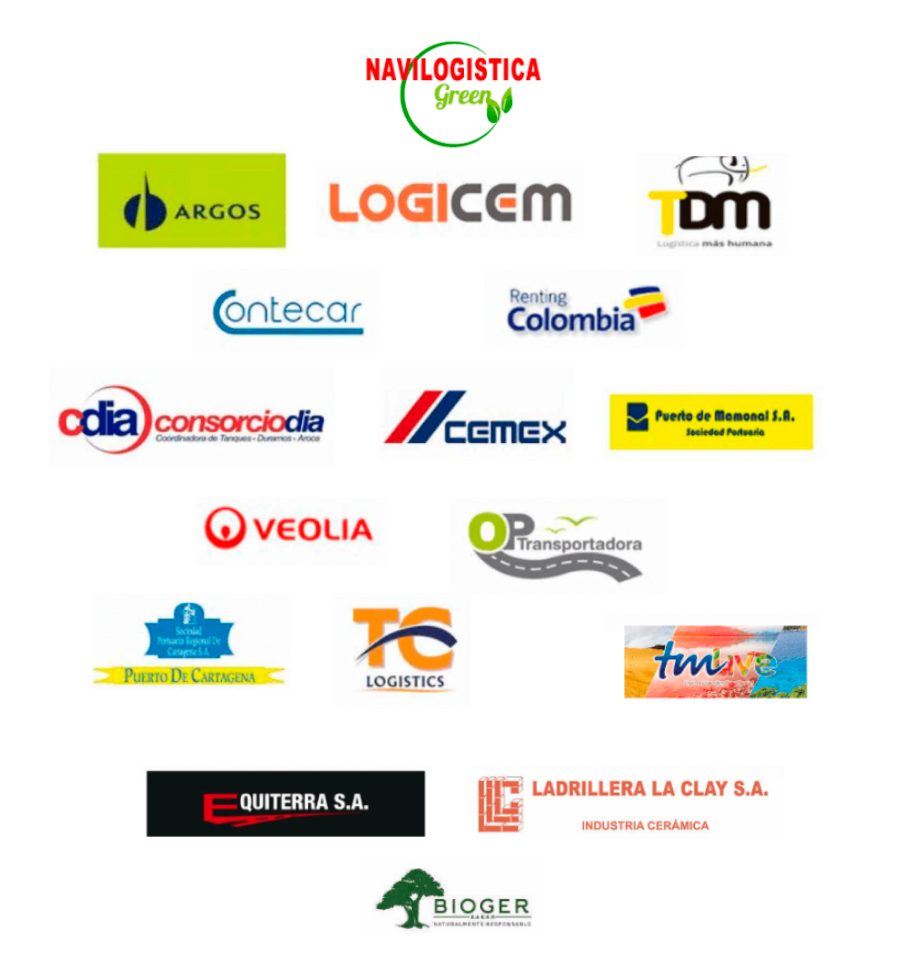 NAVILOGISTICA
Green
ARGOS
LOGICEM
TDM
Logística más humana
Contecar
Renting
Colombia
cdia consorciodia
Coordinadora de Tanques - Duramos - Aroca
CEMEX
Puerto de Mamonal S.A.
Sociedad Portuaria
VEOLIA
OP
Transportadora
Sociedad
Portuaria Regional De
Cartagena S.A.
PUERTO DE CARTAGENA
TC
LOGISTICS
EQUITERRA S.A.
LLC
LADRILLERA LA CLAY S.A.
INDUSTRIA CERÁMICA
BIOGER
NATURALMENTE RESPONSABLE